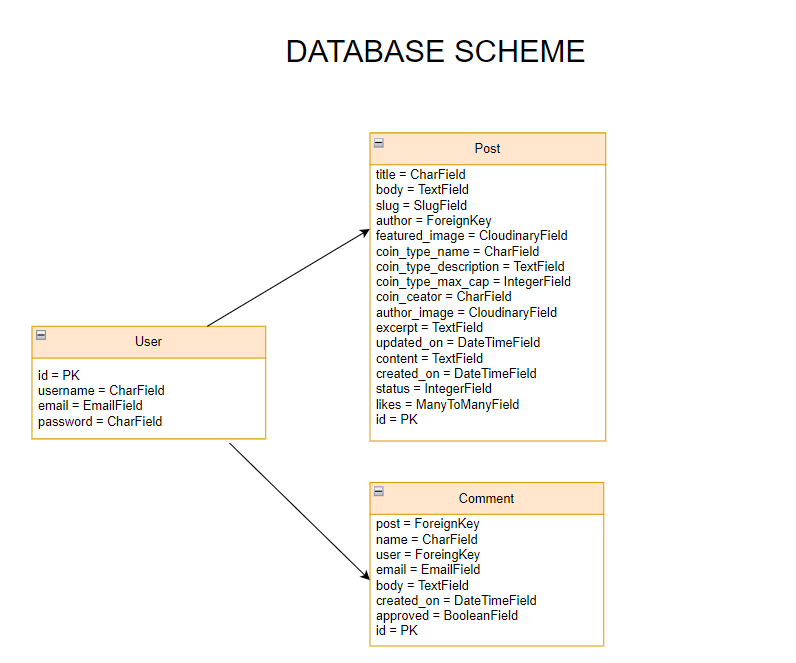 DATABASE SCHEME
Post
title = CharField
body = TextField
slug = SlugField
author = ForeignKey
featured_image = CloudinaryField
coin_type_name = CharField
coin_type_description = TextField
coin_type_max_cap = IntegerField
coin_ceator = CharField
author_image = CloudinaryField
excerpt = TextField
updated_on = DateTimeField
content = TextField
created_on = DateTimeField
status = IntegerField
likes = ManyToManyField
id = PK
User
id = PK
username = CharField
email = EmailField
password = CharField
Comment
post = ForeignKey
name = CharField
user = ForeingKey
email = EmailField
body = TextField
created_on = DateTimeField
approved = BooleanField
id = PK